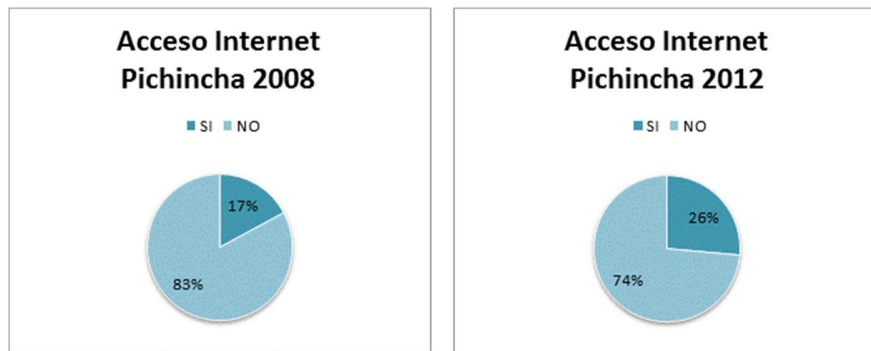 Acceso Internet
Pichincha 2008
SI NO
17%
83%
Acceso Internet
Pichincha 2012
SI NO
26%
74%